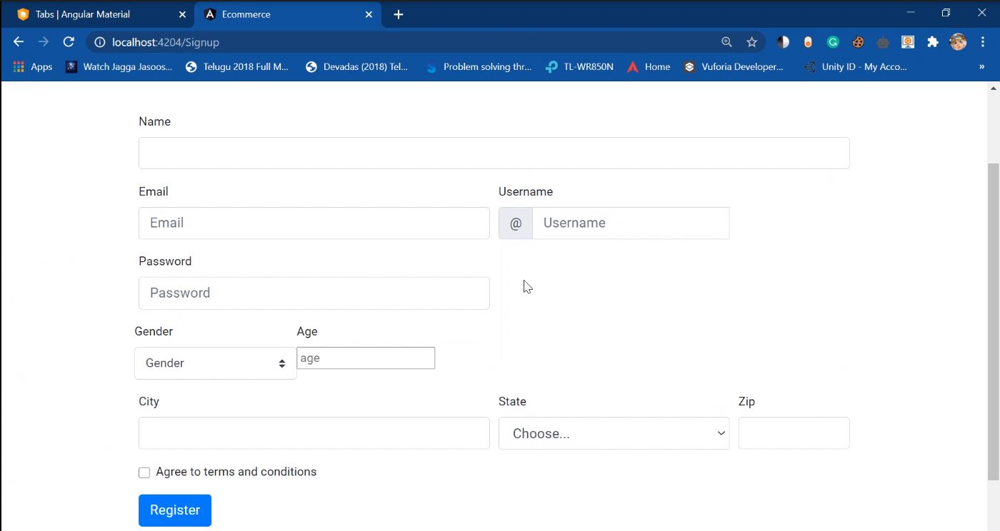 Tabs | Angular Material
Ecommerce
localhost:4204/Signup
Apps
Watch Jagga Jasoos...
Telugu 2018 Full M...
Devadas (2018) Tel...
Problem solving thr...
TL-WR850N
Home
Vuforia Developer...
Unity ID - My Acco...
»
Name
Email
Username
Email
@ Username
Password
Password
Gender
Age
Gender
age
City
State
Zip
Choose...
Agree to terms and conditions
Register